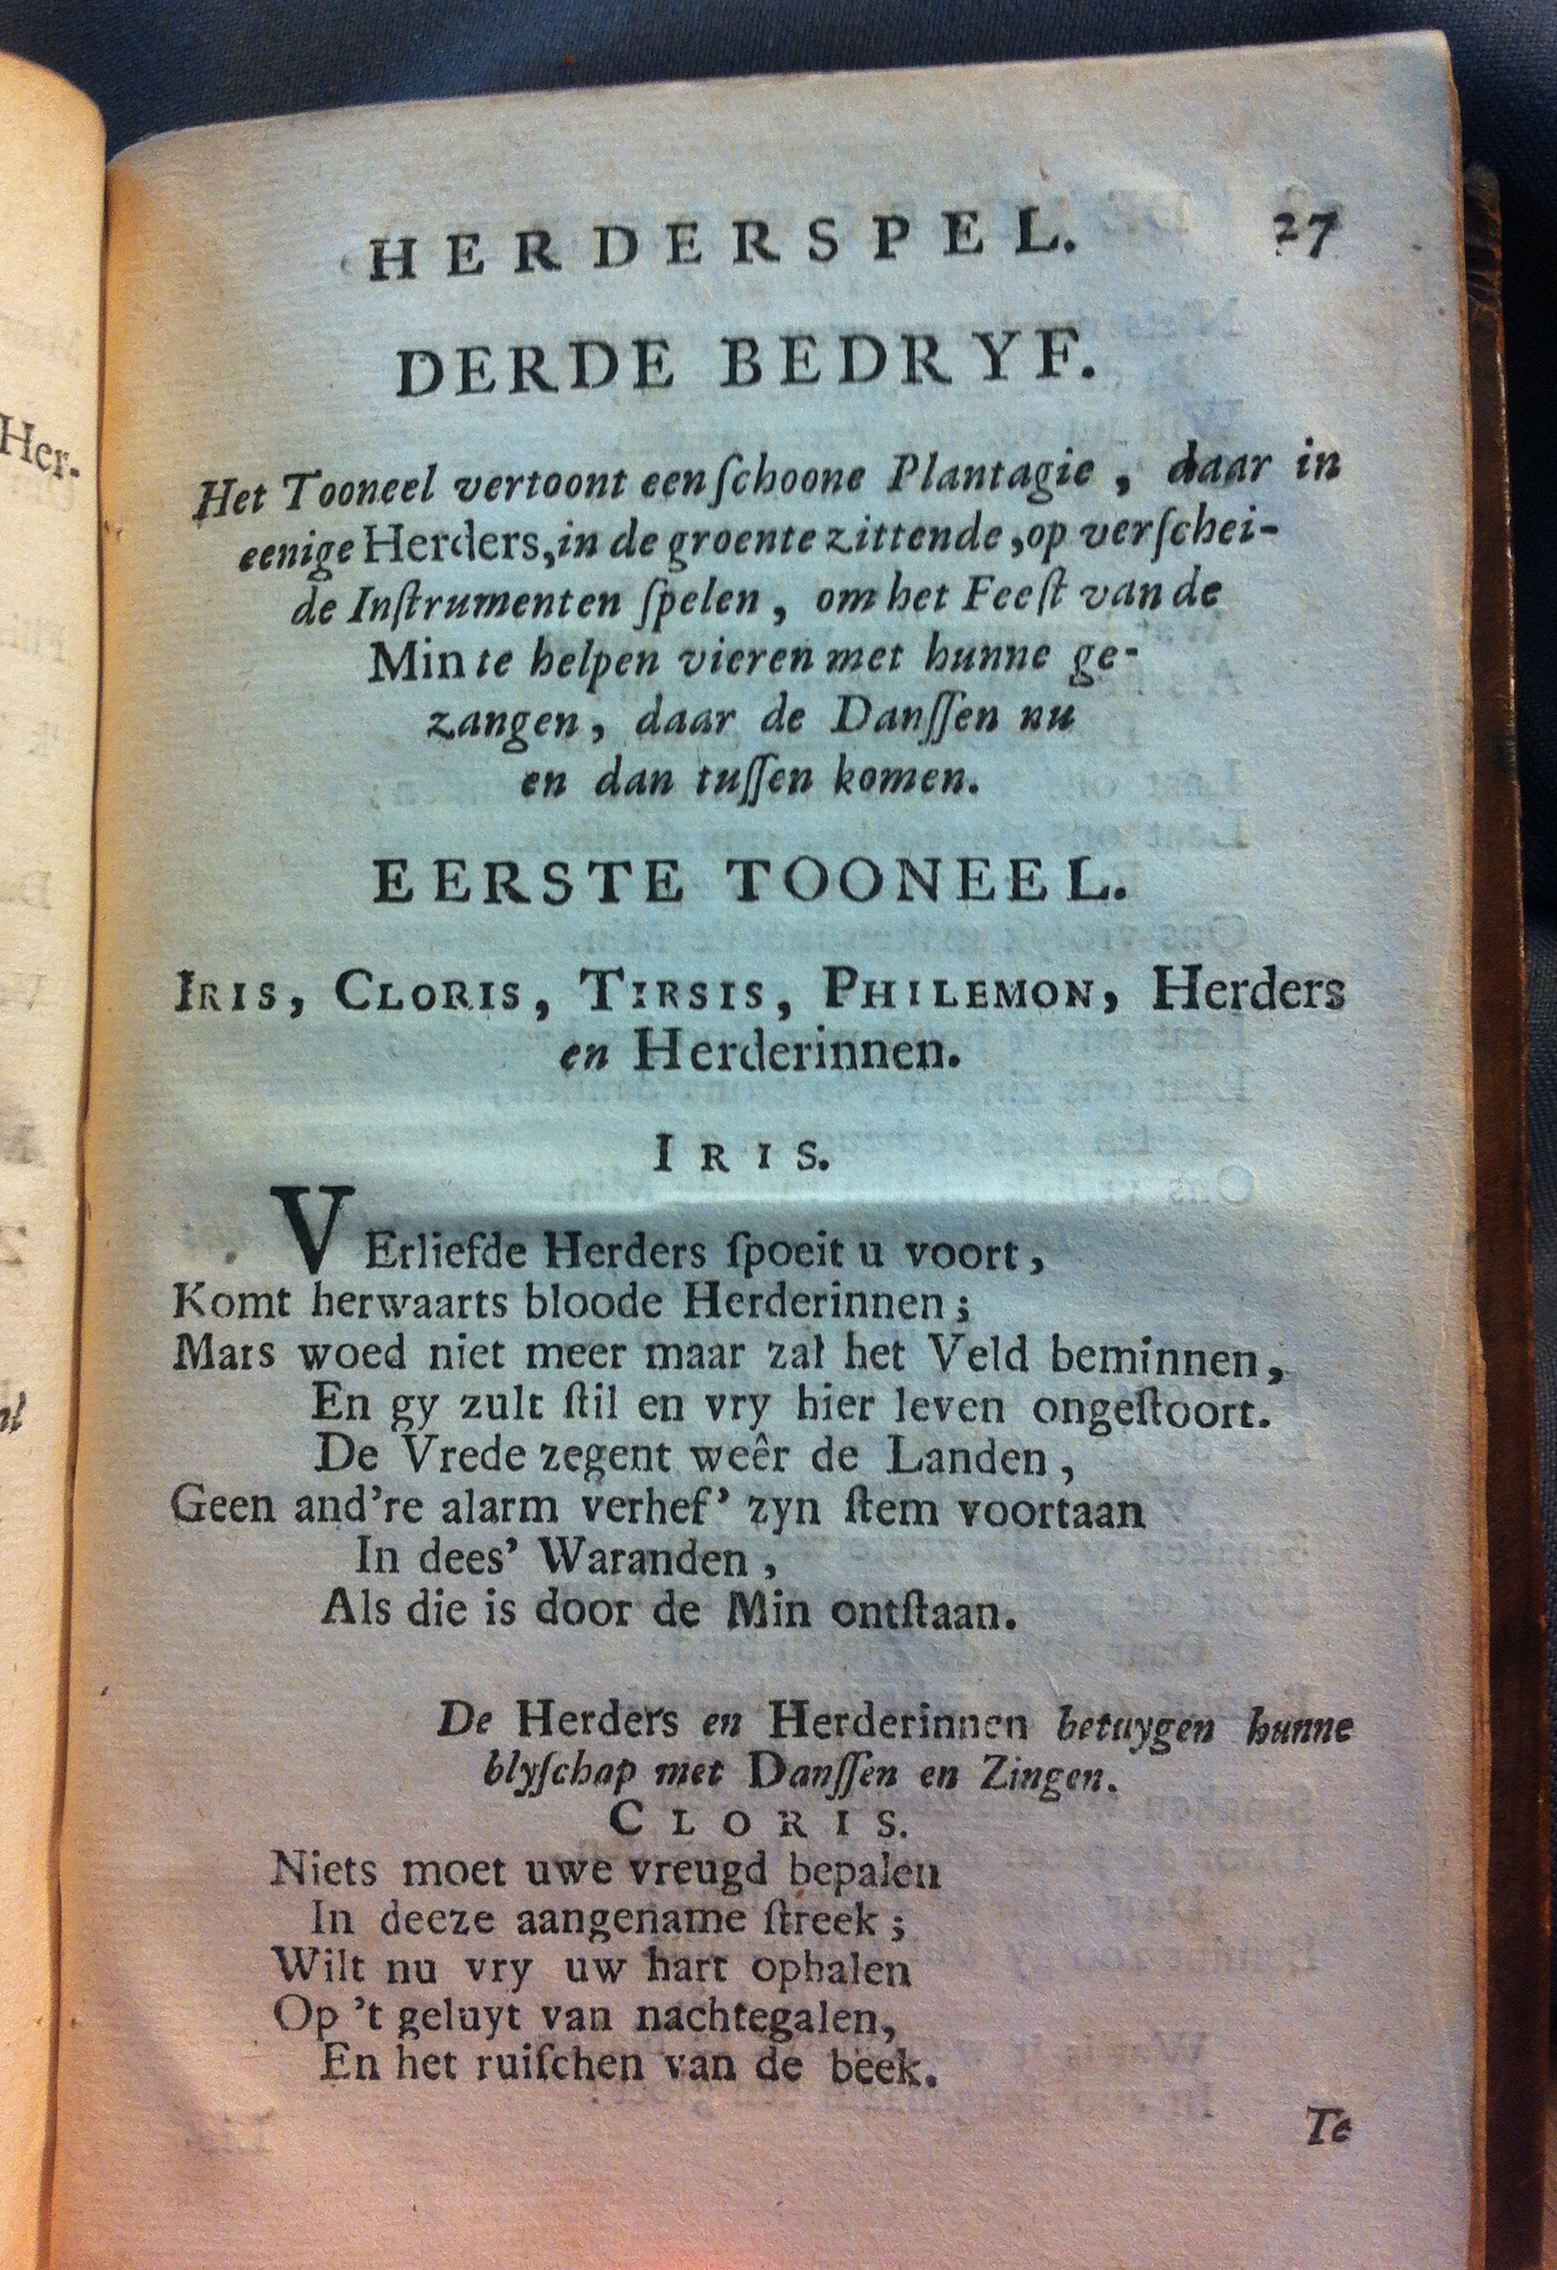 HERDERSPEL. 27
DERDE BEDRYF.
Het Tooneel vertoont een ſchoone Plantagie, daar in
eenige Herders, in de groente zittende, op verſchei-
de Inſtrumenten ſpelen, om het Feeſt van de
Min te helpen vieren met hunne ge-
zangen, daar de Danſſen nu
en dan tuſſen komen.
EERSTE TOONEEL.
IRIS, CLORIS, TIRSIS, PHILEMON, Herders
en Herderinnen.
IRIS.
VErliefde Herders ſpoeit u voort,
Komt herwaarts bloode Herderinnen;
Mars woed niet meer maar zal het Veld beminnen,
En gy zult ſtil en vry hier leven ongeſtoort.
De Vrede zegent weêr de Landen,
Geen and're alarm verhef' zyn ſtem voortaan
In dees' Waranden,
Als die is door de Min ontſtaan.
De Herders en Herderinnen betuygen hunne
blyſchap met Danſſen en Zingen.
CLORIS.
Niets moet uwe vreugd bepalen
In deeze aangename ſtreek;
Wilt nu vry uw hart ophalen
Op 't geluyt van nachtegalen,
En het ruiſchen van de beek.
Te
Her-